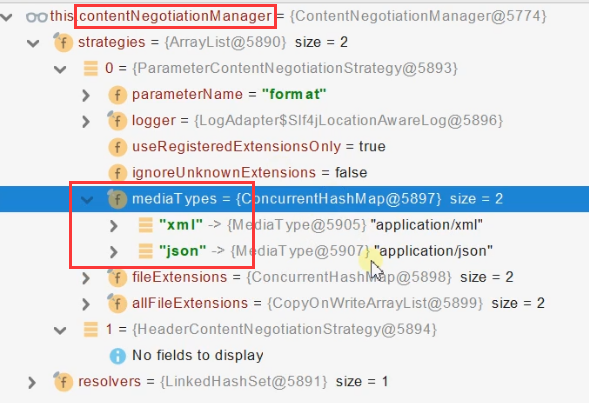 this.contentNegotiationManager = {ContentNegotiationManager@5774}
strategies = {ArrayList@5890} size = 2
0 = {ParameterContentNegotiationStrategy@5893}
parameterName = "format"
logger = {LogAdapter$Slf4jLocationAwareLog@5896}
useRegisteredExtensionsOnly = true
ignoreUnknownExtensions = false
mediaTypes = {ConcurrentHashMap@5897} size = 2
"xml" -> {MediaType@5905} "application/xml"
"json" -> {MediaType@5907} "application/json"
fileExtensions = {ConcurrentHashMap@5898} size = 2
allFileExtensions = {CopyOnWriteArrayList@5899} size = 2
1 = {HeaderContentNegotiationStrategy@5894}
No fields to display
resolvers = {LinkedHashSet@5891} size = 1